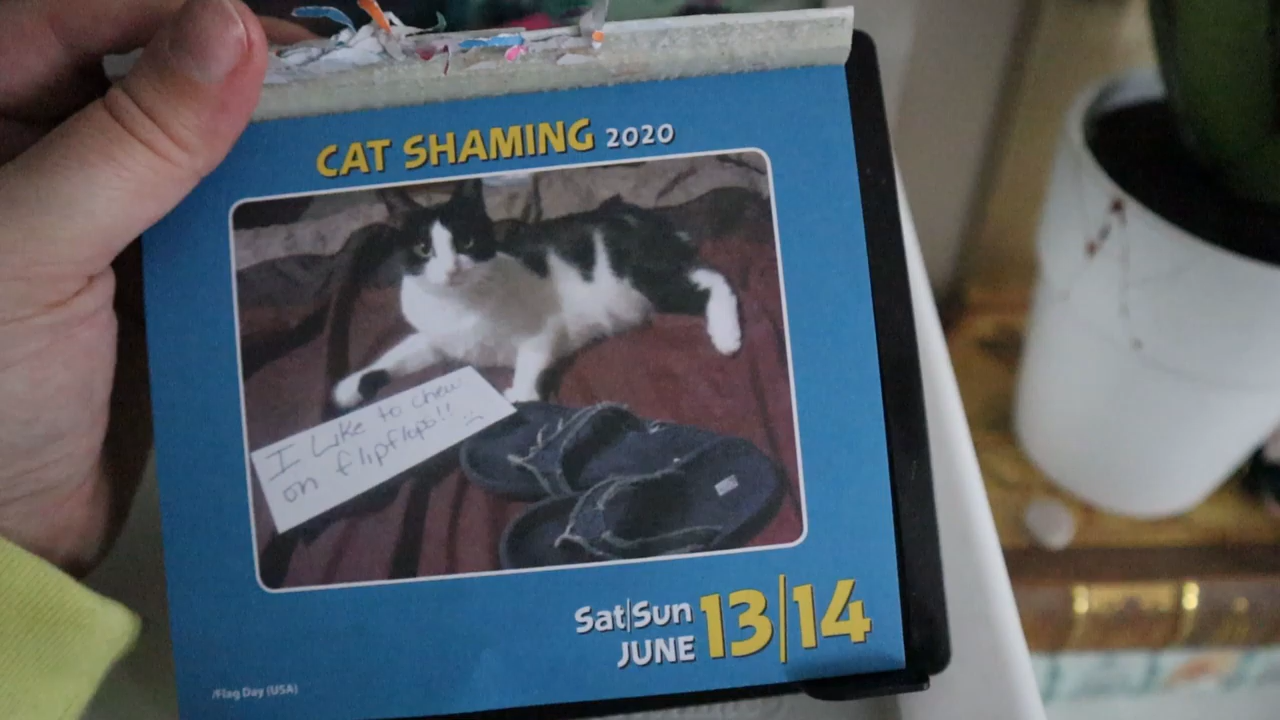 CAT SHAMING 2020
I Like to chew
on flipflops!! :(
Sat|Sun 13|14
JUNE
/Flag Day (USA)